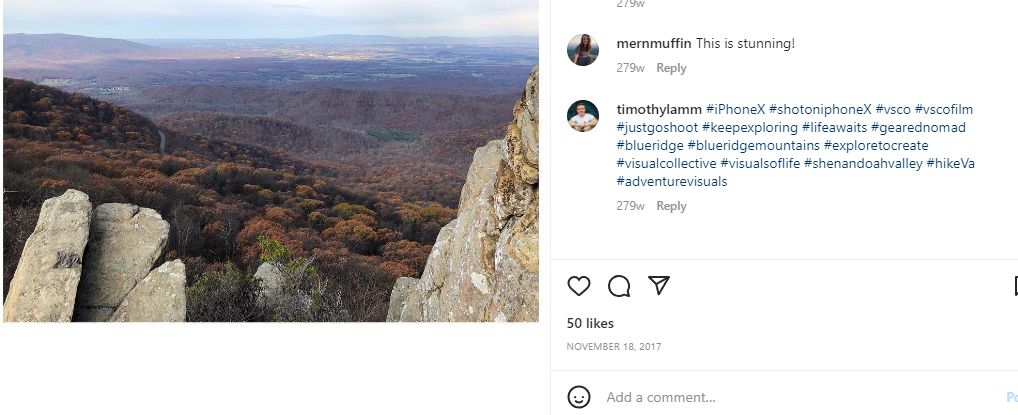 279w
mernmuffin This is stunning!
279w Reply
timothylamm #iPhoneX #shotoniphoneX #vsco #vscofilm
#justgoshoot #keepexploring #lifeawaits #gearednomad
#blueridge #blueridgemountains #exploretocreate
#visualcollective #visualsoflife #shenandoahvalley #hikeVa
#adventurevisuals
279w Reply
50 likes
NOVEMBER 18, 2017
Add a comment...